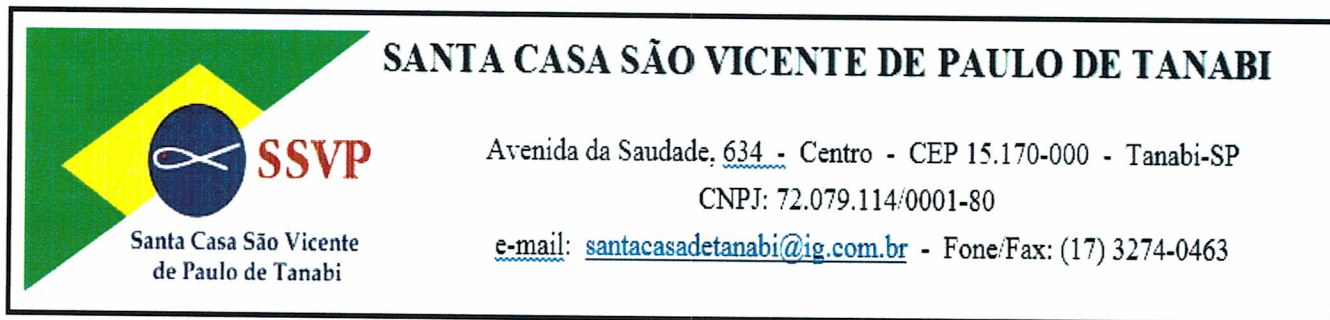 SANTA CASA SÃO VICENTE DE PAULO DE TANABI
SSVP
Santa Casa São Vicente
de Paulo de Tanabi
Avenida da Saudade, 634 - Centro - CEP 15.170-000 - Tanabi-SP
CNPJ: 72.079.114/0001-80
e-mail: santacasadetanabi@ig.com.br - Fone/Fax: (17) 3274-0463